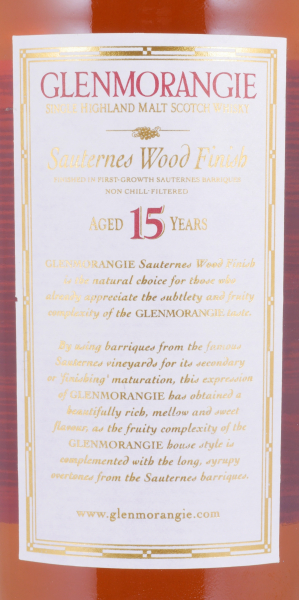 GLENMORANGIE
SINGLE HIGHLAND MALT SCOTCH WHISKY
Sauternes Wood Finish
FINISHED IN FIRST-GROWTH SAUTERNES BARRIQUES
NON CHILL-FILTERED
AGED 15 YEARS
GLENMORANGIE Sauternes Wood Finish
is the natural choice for those who
already appreciate the subtlety and fruity
complexity of the GLENMORANGIE taste.
By using barriques from the famous
Sauternes vineyards for its secondary
or 'finishing' maturation, this expression
of GLENMORANGIE has obtained a
beautifully rich, mellow and sweet
flavour, as the fruity complexity of the
GLENMORANGIE house style is
complemented with the long, syrupy
overtones from the Sauternes barriques.
www.glenmorangie.com